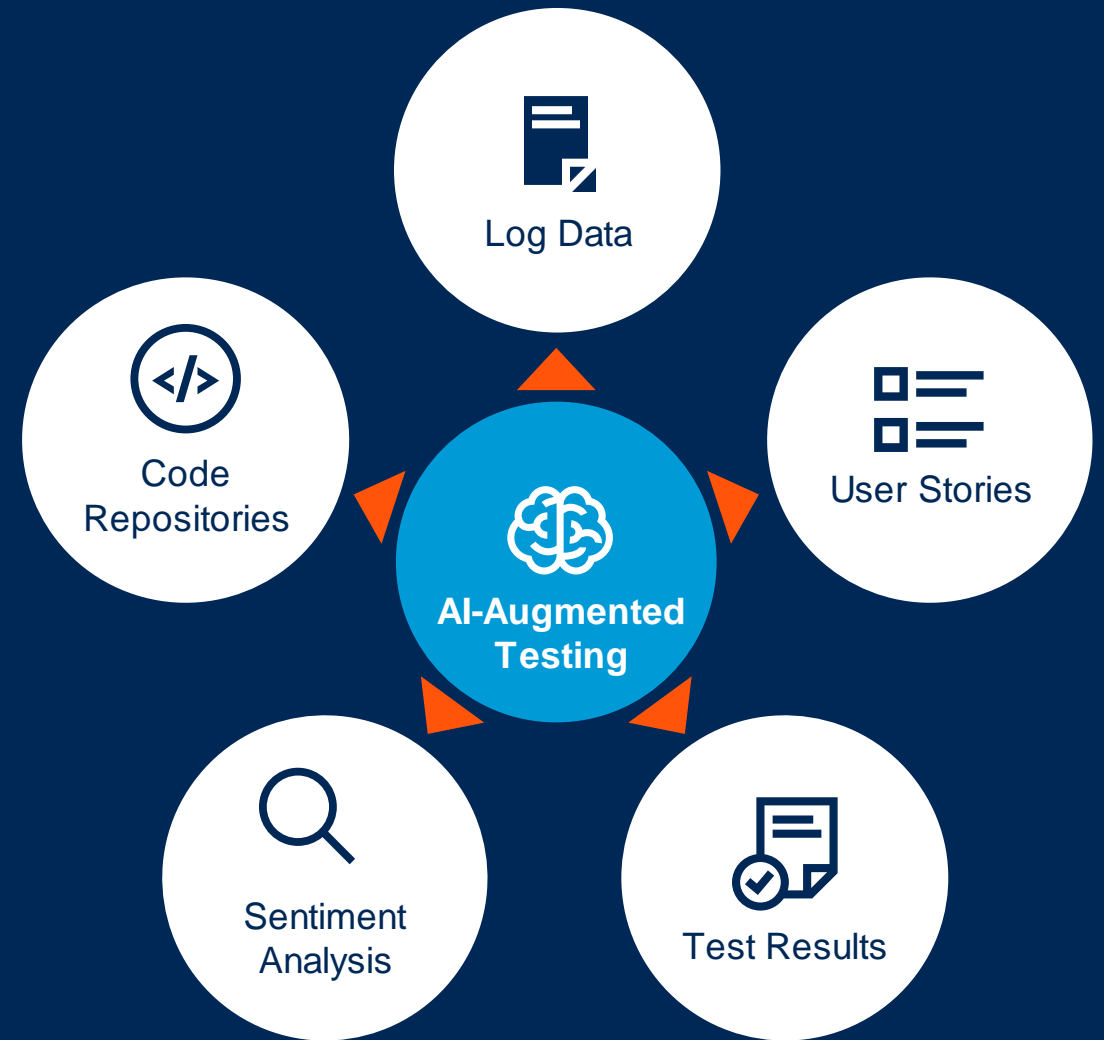 Log Data
Code
Repositories
</>
User Stories
AI-Augmented
Testing
Sentiment
Analysis
Test Results